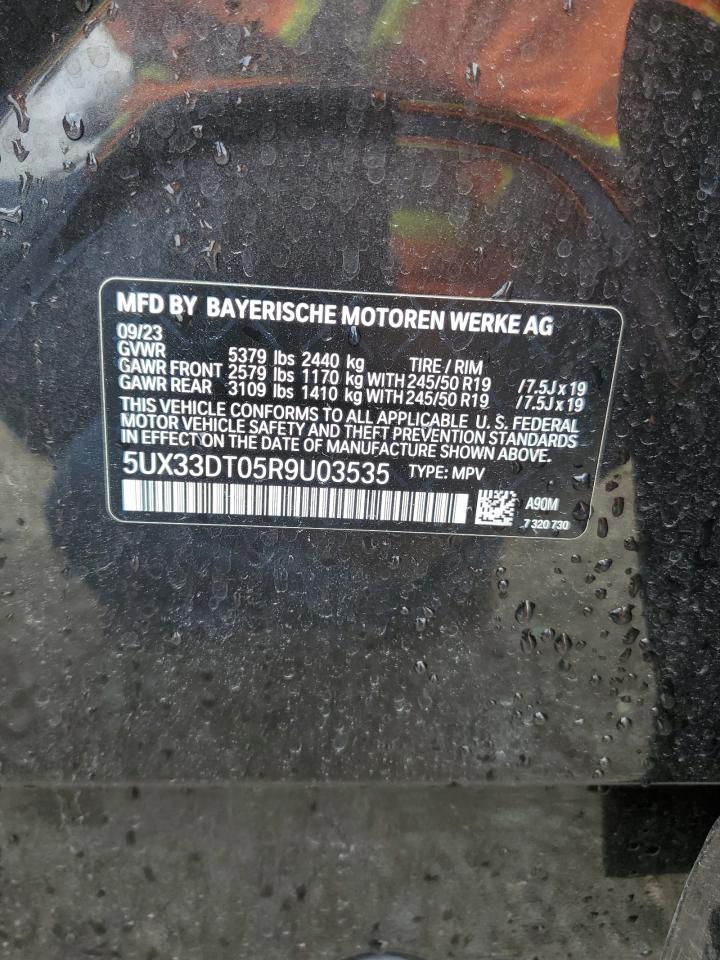 MFD BY BAYERISCHE MOTOREN WERKE AG
09/23
GVWR 5379 lbs 2440 kg TIRE / RIM
GAWR FRONT 2579 lbs 1170 kg WITH 245/50 R19 /7.5J x 19
GAWR REAR 3109 lbs 1410 kg WITH 245/50 R19 /7.5J x 19
THIS VEHICLE CONFORMS TO ALL APPLICABLE U. S. FEDERAL
MOTOR VEHICLE SAFETY AND THEFT PREVENTION STANDARDS
IN EFFECT ON THE DATE OF MANUFACTURE SHOWN ABOVE.
5UX33DT05R9U03535 TYPE: MPV
A90M
7 320 730